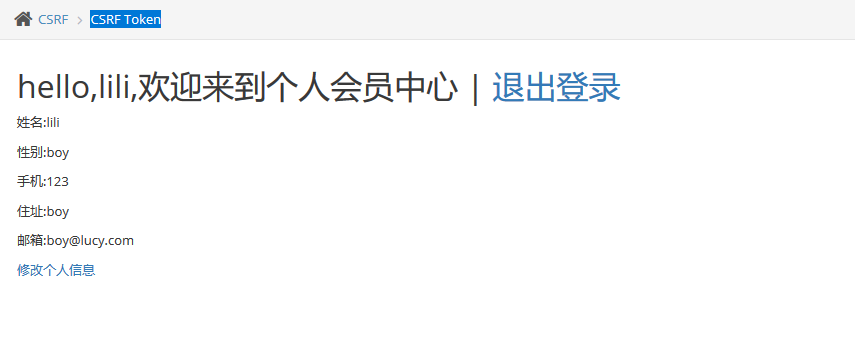 CSRF > CSRF Token
hello,lili,欢迎来到个人会员中心 | 退出登录
姓名:lili
性别:boy
手机:123
住址:boy
邮箱:boy@lucy.com
修改个人信息